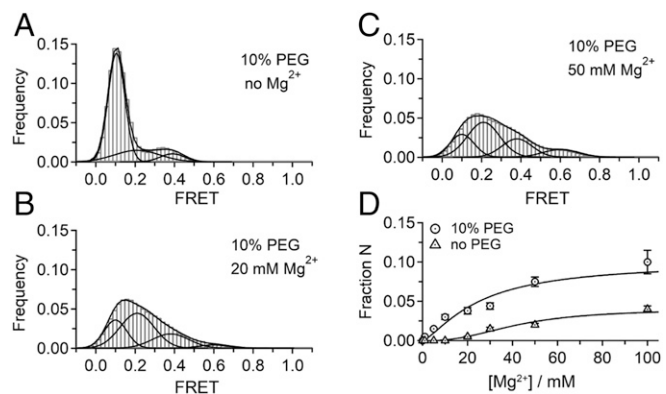 A
10% PEG
no Mg2+
Frequency
0.15
0.10
0.05
0.00
0.0 0.2 0.4 0.6 0.8 1.0
FRET
B
10% PEG
20 mM Mg2+
Frequency
0.15
0.10
0.05
0.00
0.0 0.2 0.4 0.6 0.8 1.0
FRET
C
10% PEG
50 mM Mg2+
Frequency
0.15
0.10
0.05
0.00
0.0 0.2 0.4 0.6 0.8 1.0
FRET
D
10% PEG
no PEG
Fraction N
0.15
0.10
0.05
0.00
0 20 40 60 80 100
[Mg2+] / mM